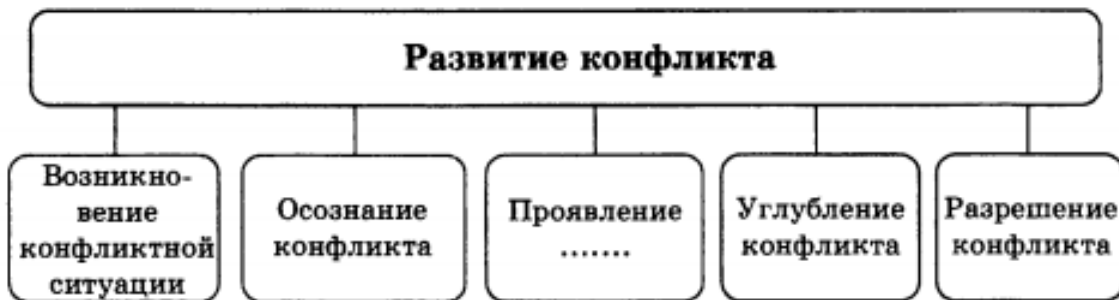 Развитие конфликта
Возникно-
вение
конфликтной
ситуации
Осознание
конфликта
Проявление
.......
Углубление
конфликта
Разрешение
конфликта